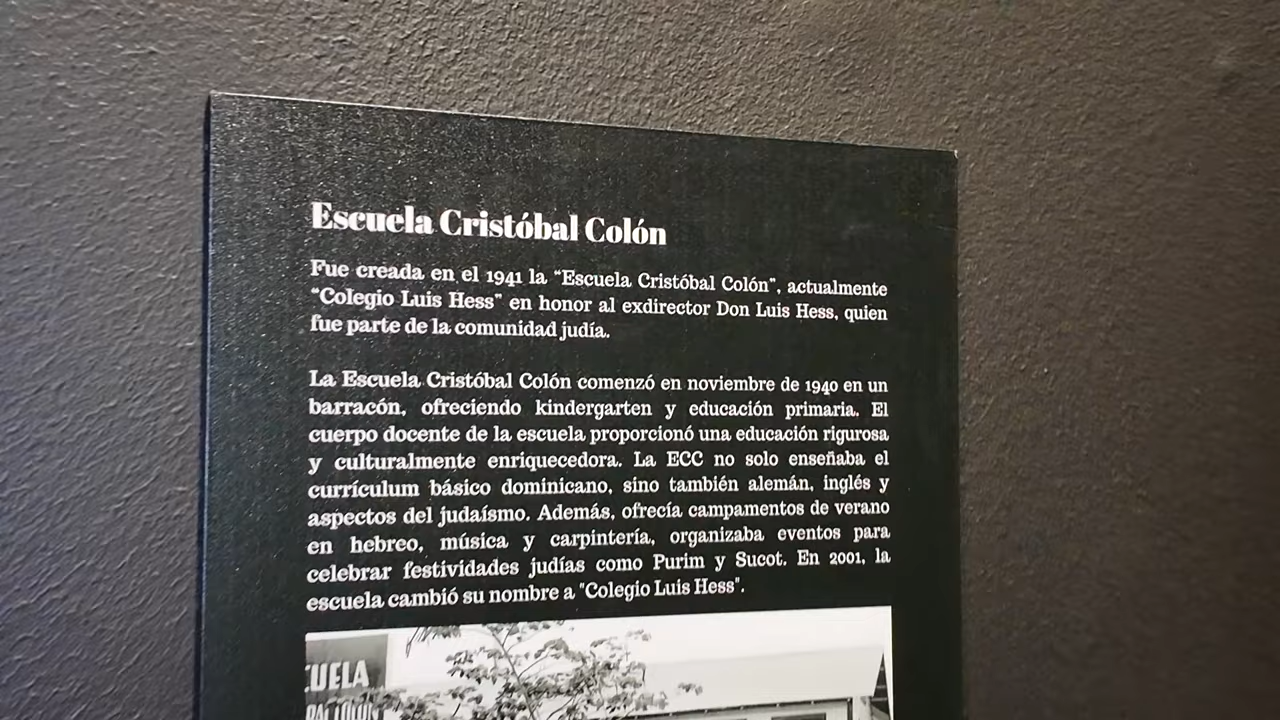 Escuela Cristóbal Colón
Fue creada en el 1941 la “Escuela Cristóbal Colón”, actualmente
“Colegio Luis Hess” en honor al exdirector Don Luis Hess, quien
fue parte de la comunidad judía.
La Escuela Cristóbal Colón comenzó en noviembre de 1940 en un
barracón, ofreciendo kindergarten y educación primaria. El
cuerpo docente de la escuela proporcionó una educación rigurosa
y culturalmente enriquecedora. La ECC no solo enseñaba el
currículum básico dominicano, sino también alemán, inglés y
aspectos del judaísmo. Además, ofrecía campamentos de verano
en hebreo, música y carpintería, organizaba eventos para
celebrar festividades judías como Purim y Sucot. En 2001, la
escuela cambió su nombre a "Colegio Luis Hess".
CUELA